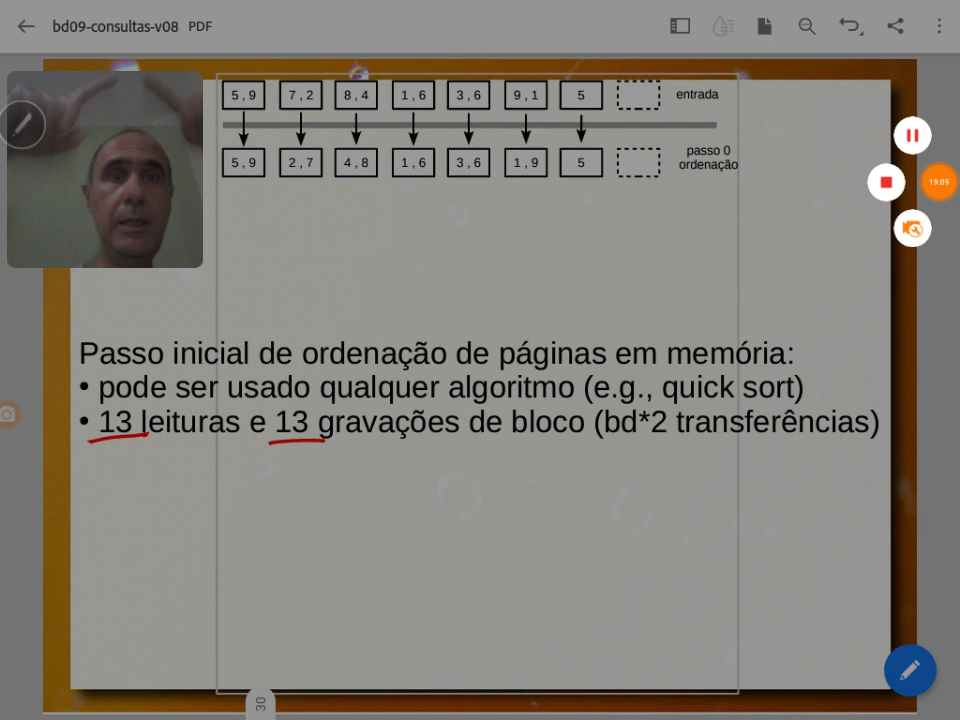 bd09-consultas-v08 PDF
5 , 9 7 , 2 8 , 4 1 , 6 3 , 6 9 , 1 5 entrada
5 , 9 2 , 7 4 , 8 1 , 6 3 , 6 1 , 9 5 passo 0
ordenação
19:09
Passo inicial de ordenação de páginas em memória:
• pode ser usado qualquer algoritmo (e.g., quick sort)
• 13 leituras e 13 gravações de bloco (bd*2 transferências)
30